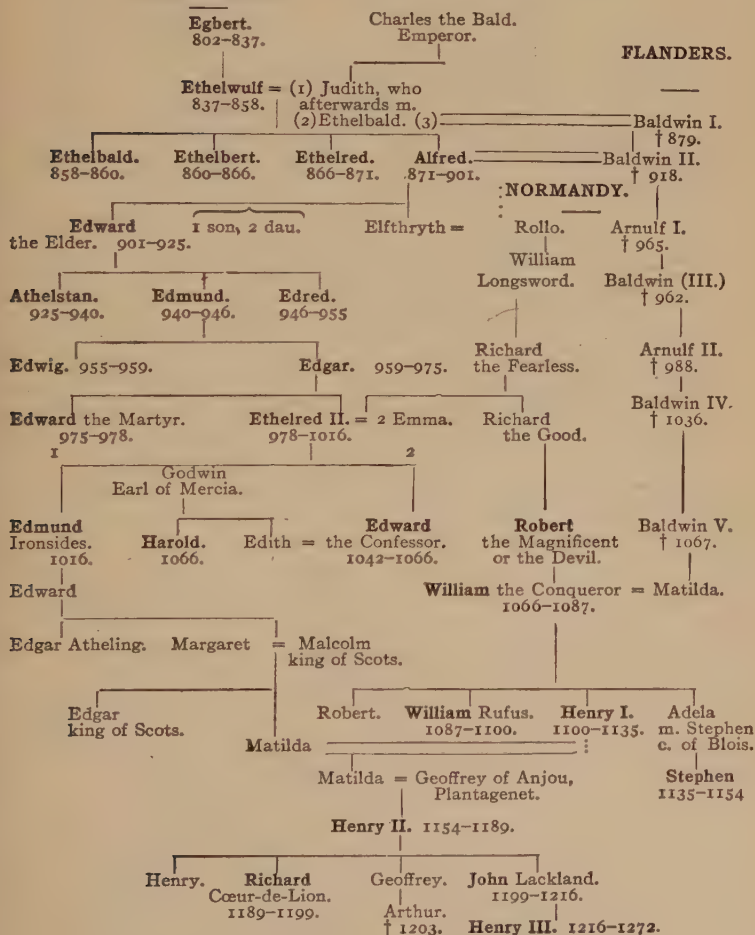 Egbert.
802–837.
Charles the Bald.
Emperor.
FLANDERS.
Ethelwulf = (1) Judith, who
837–858. afterwards m.
(2)Ethelbald. (3) Baldwin I.
† 879.
Ethelbald. Ethelbert. Ethelred. Alfred. Baldwin II.
858–860. 860–866. 866–871. 871–901. † 918.
NORMANDY.
Edward 1 son, 2 dau. Elfthryth = Rollo. Arnulf I.
the Elder. 901–925. † 965.
William
Athelstan. Edmund. Edred. Longsword. Baldwin (III.)
925–940. 940–946. 946–955 † 962.
Edwig. 955–959. Edgar. 959–975. Richard Arnulf II.
the Fearless. † 988.
Edward the Martyr. Ethelred II. = 2 Emma. Richard Baldwin IV.
975–978. 978–1016. the Good. † 1036.
1 2
Godwin
Earl of Mercia.
Edmund Edward Robert Baldwin V.
Ironsides. Harold. Edith = the Confessor. the Magnificent † 1067.
1016. 1066. 1042–1066. or the Devil.
Edward William the Conqueror = Matilda.
1066–1087.
Edgar Atheling. Margaret = Malcolm
king of Scots.
Edgar Robert. William Rufus. Henry I. Adela
king of Scots. 1087–1100. 1100–1135. m. Stephen
Matilda c. of Blois.
Matilda = Geoffrey of Anjou, Stephen
Plantagenet. 1135–1154
Henry II. 1154–1189.
Henry. Richard Geoffrey. John Lackland.
Cœur-de-Lion. 1199–1216.
1189–1199. Arthur.
† 1203. Henry III. 1216–1272.